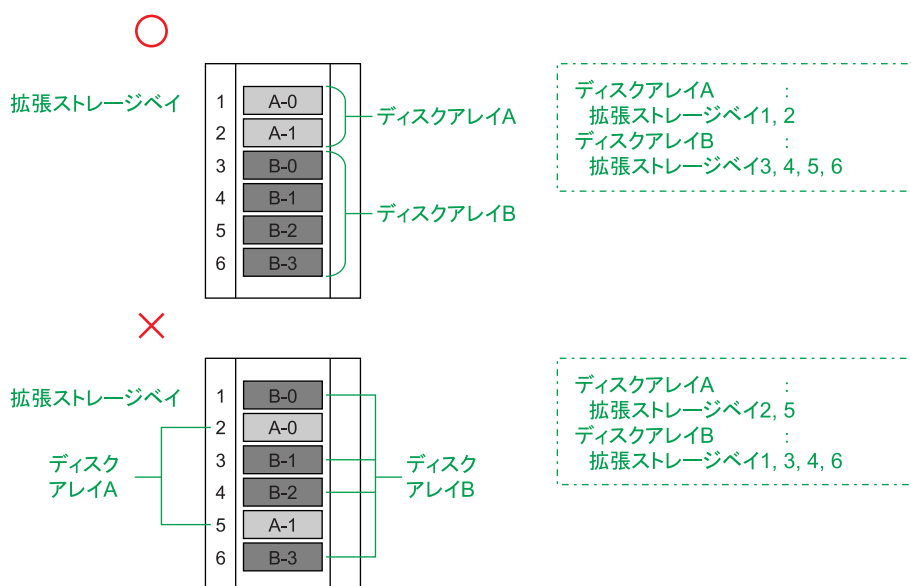 拡張ストレージベイ
1 A-0
2 A-1
3 B-0
4 B-1
5 B-2
6 B-3
ディスクアレイA
ディスクアレイB
ディスクアレイA :
拡張ストレージベイ1, 2
ディスクアレイB :
拡張ストレージベイ3, 4, 5, 6
拡張ストレージベイ
ディスク
アレイA
1 B-0
2 A-0
3 B-1
4 B-2
5 A-1
6 B-3
ディスク
アレイB
ディスクアレイA :
拡張ストレージベイ2, 5
ディスクアレイB :
拡張ストレージベイ1, 3, 4, 6